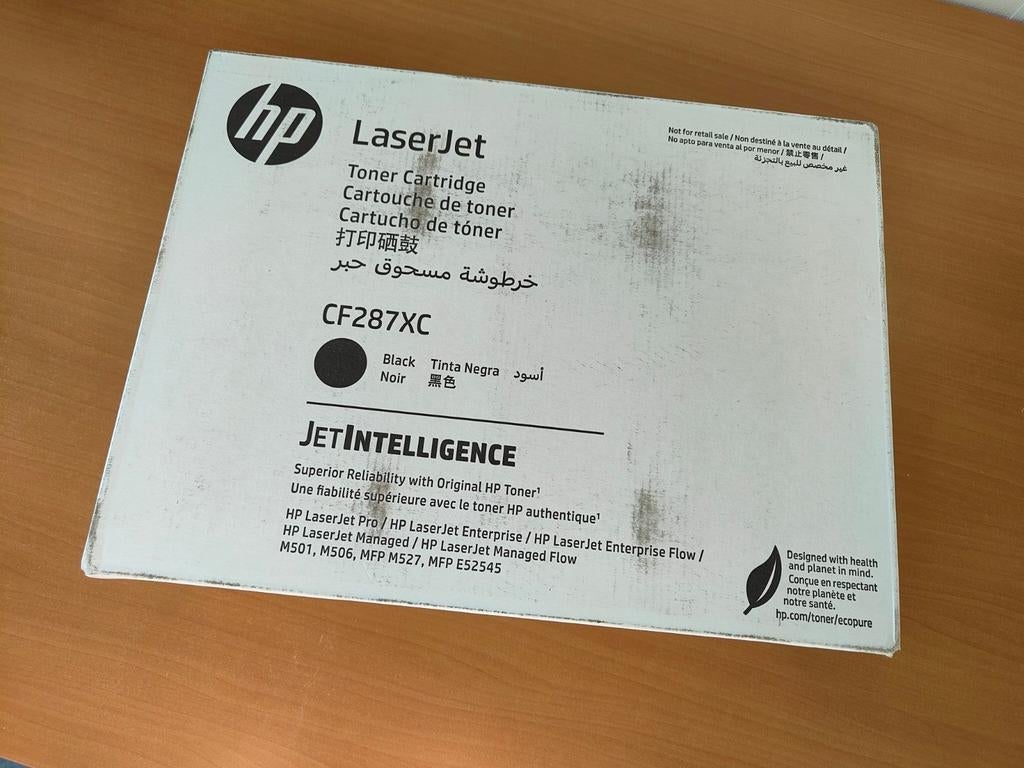 hp
LaserJet
Not for retail sale / Non destiné à la vente au détail /
No apto para venta al por menor / 禁止零售 /
غير مخصص للبيع بالتجزئة
Toner Cartridge
Cartouche de toner
Cartucho de tóner
打印硒鼓
خرطوشة مسحوق حبر
CF287XC
Black Tinta Negra أسود
Noir 黑色
JETINTELLIGENCE
Superior Reliability with Original HP Toner¹
Une fiabilité supérieure avec le toner HP authentique¹
HP LaserJet Pro / HP LaserJet Enterprise / HP LaserJet Enterprise Flow /
HP LaserJet Managed / HP LaserJet Managed Flow
M501, M506, MFP M527, MFP E52545
Designed with health
and planet in mind.
Conçue en respectant
notre planète et
notre santé.
hp.com/toner/ecopure